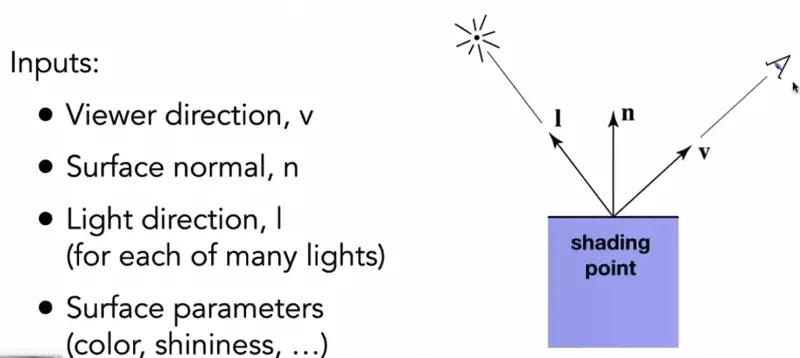 Inputs:
• Viewer direction, v
• Surface normal, n
• Light direction, l
(for each of many lights)
• Surface parameters
(color, shininess, …)
l
n
v
shading
point